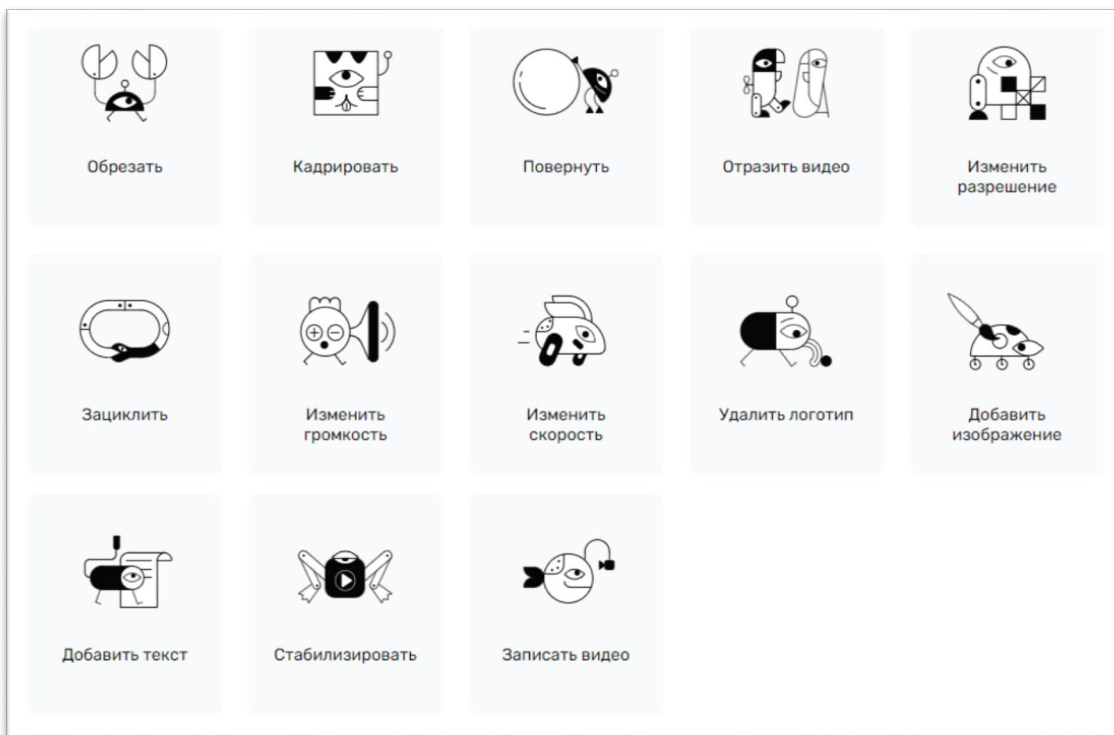 Обрезать
Кадрировать
Повернуть
Отразить видео
Изменить
разрешение
Зациклить
Изменить
громкость
Изменить
скорость
Удалить логотип
Добавить
изображение
Добавить текст
Стабилизировать
Записать видео